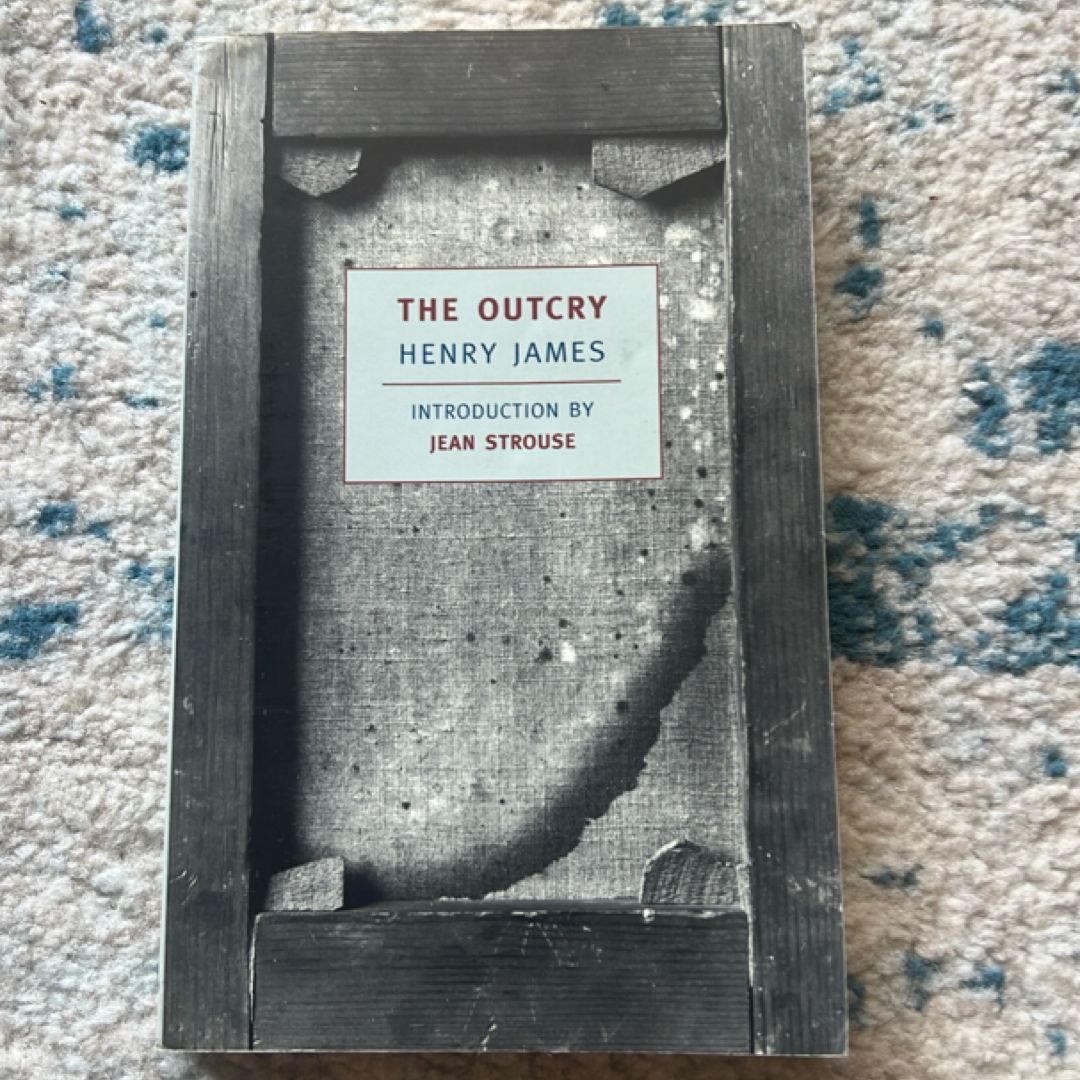 THE OUTCRY
HENRY JAMES
INTRODUCTION BY
JEAN STROUSE